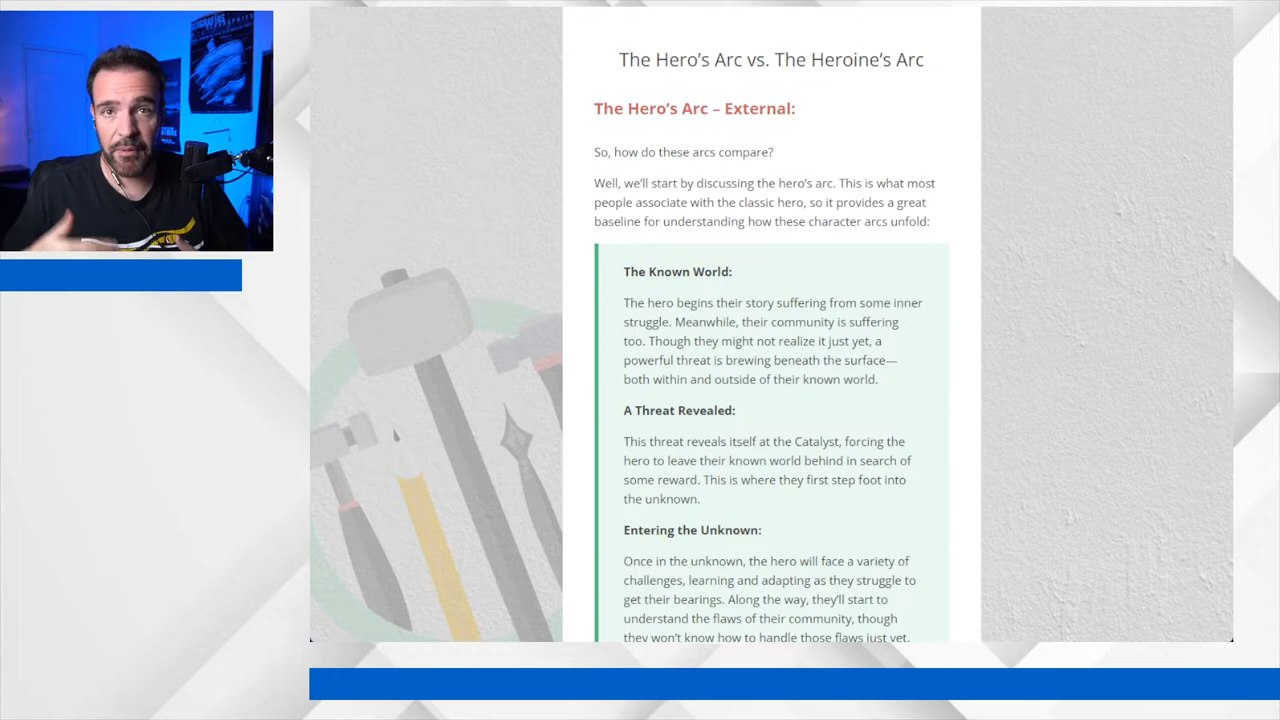 The Hero's Arc vs. The Heroine's Arc
The Hero's Arc – External:
So, how do these arcs compare?
Well, we'll start by discussing the hero's arc. This is what most
people associate with the classic hero, so it provides a great
baseline for understanding how these character arcs unfold:
The Known World:
The hero begins their story suffering from some inner
struggle. Meanwhile, their community is suffering
too. Though they might not realize it just yet, a
powerful threat is brewing beneath the surface—
both within and outside of their known world.
A Threat Revealed:
This threat reveals itself at the Catalyst, forcing the
hero to leave their known world behind in search of
some reward. This is where they first step foot into
the unknown.
Entering the Unknown:
Once in the unknown, the hero will face a variety of
challenges, learning and adapting as they struggle to
get their bearings. Along the way, they'll start to
understand the flaws of their community, though
they won't know how to handle those flaws just yet.